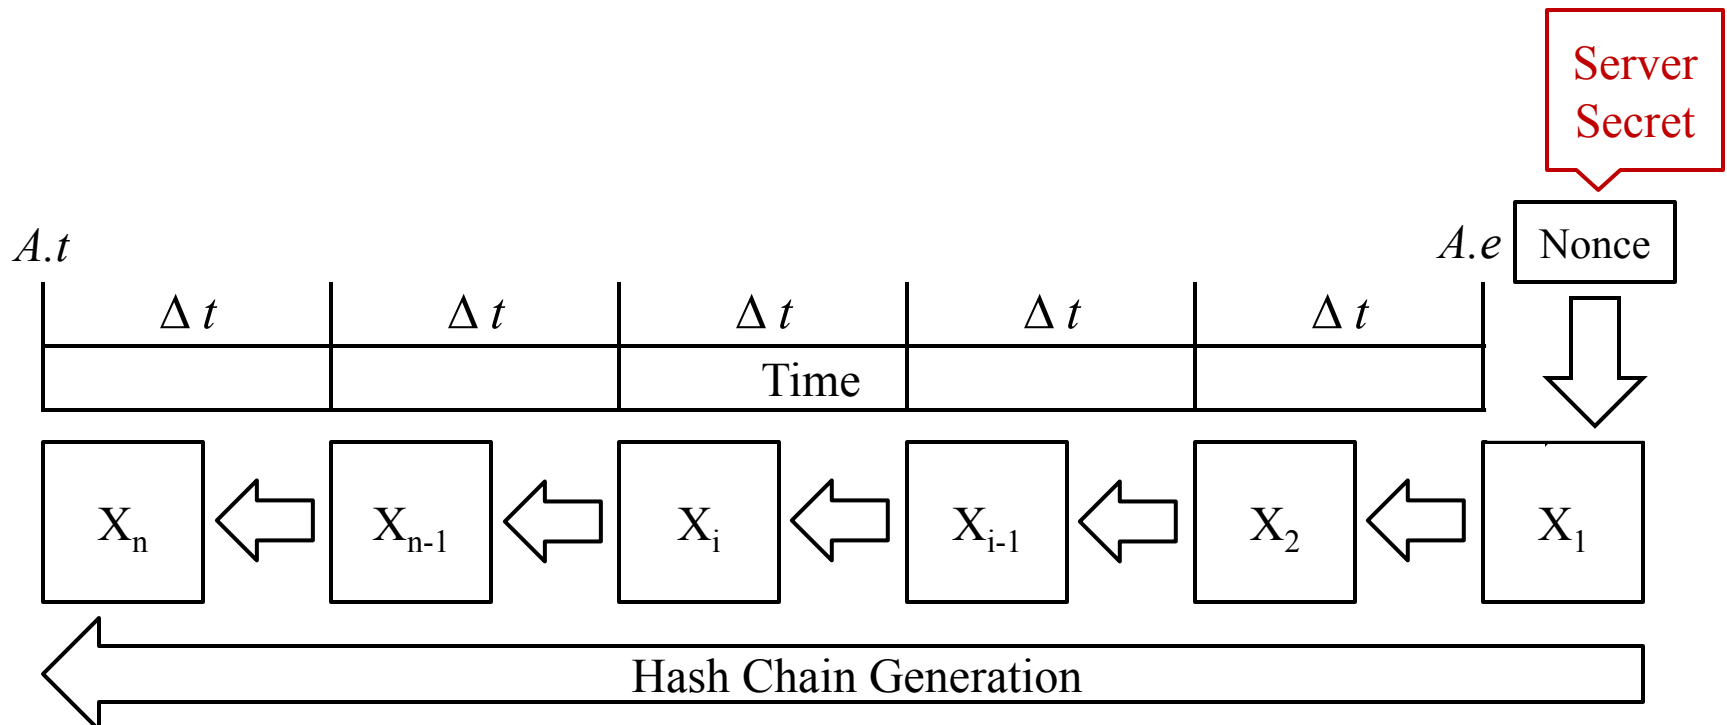 Server
Secret
A.t
A.e
Nonce
Δ t
Δ t
Δ t
Δ t
Δ t
Time
Xn
Xn-1
Xi
Xi-1
X2
X1
Hash Chain Generation